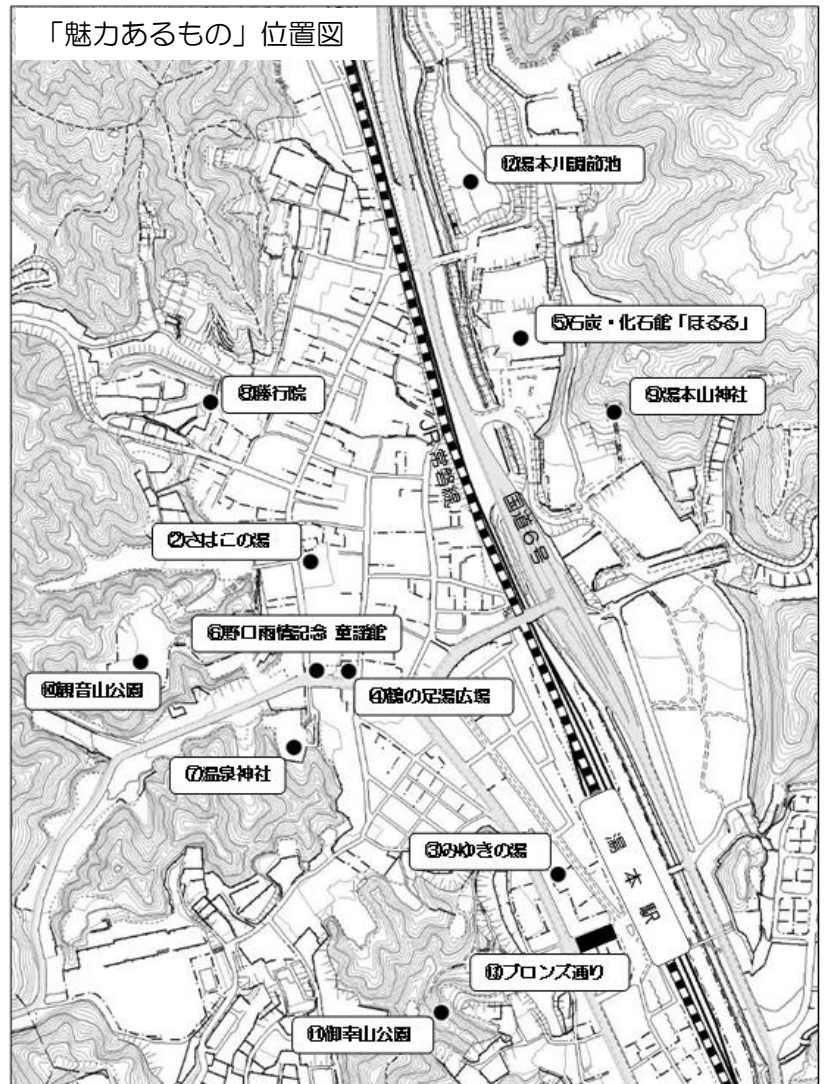 「魅力あるもの」位置図
⑫湯本川調節池
⑤石炭・化石館「ほるる」
⑧勝行院
⑨湯本山神社
JR常磐線
国道6号
②さはこの湯
⑥野口雨情記念 童謡館
⑩観音山公園
④鶴の足湯広場
⑦温泉神社
③みゆきの湯
湯本駅
⑬ブロンズ通り
⑪御幸山公園